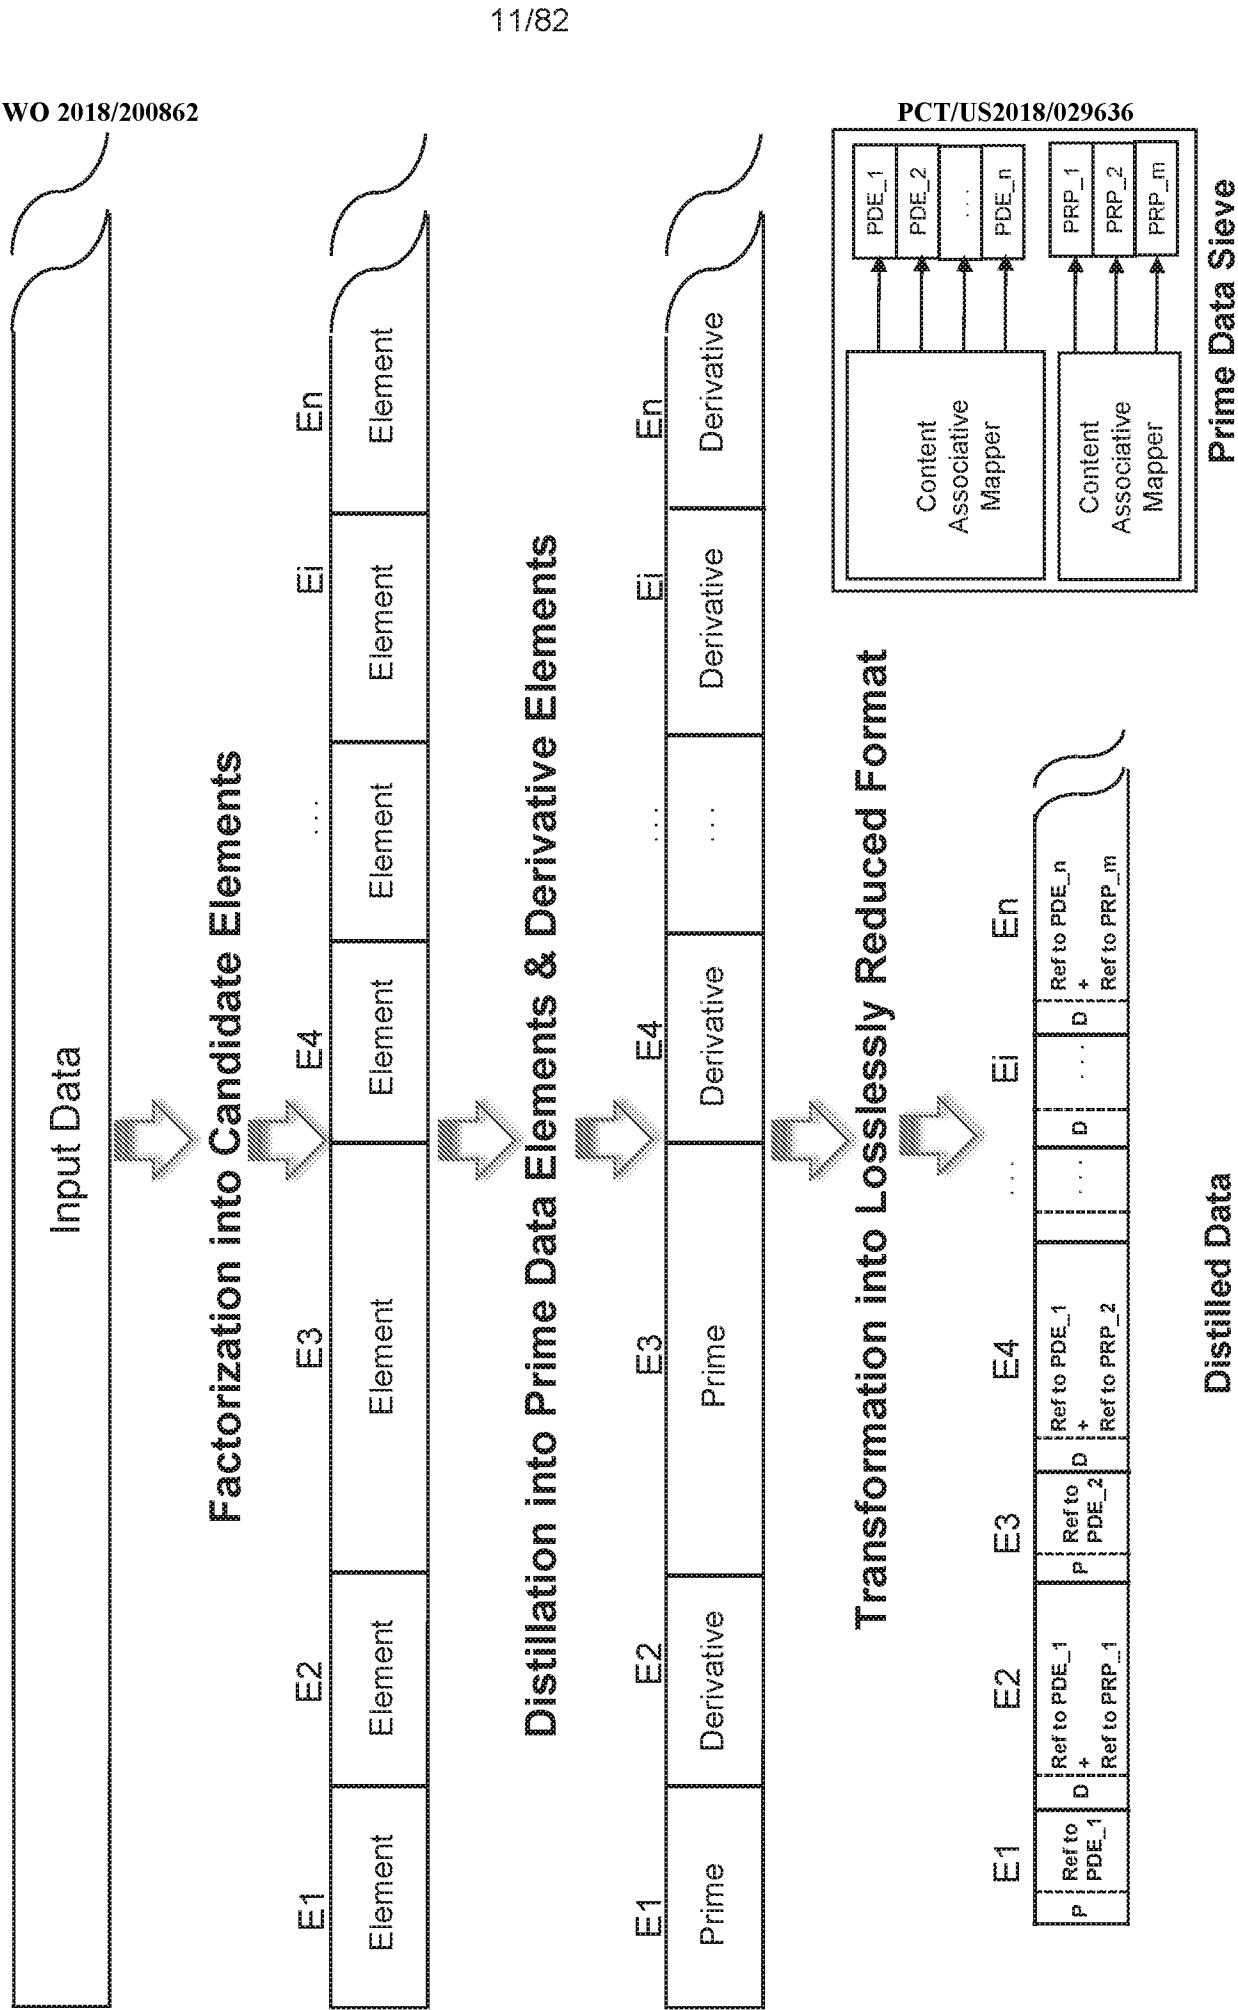 11/82
WO 2018/200862
PCT/US2018/029636
Input Data
Factorization into Candidate Elements
E1
E2
E3
E4
...
Ei
En
Element
Element
Element
Element
Element
Element
Element
Distillation into Prime Data Elements & Derivative Elements
E1
E2
E3
E4
...
Ei
En
Prime
Derivative
Prime
Derivative
...
Derivative
Derivative
Transformation into Losslessly Reduced Format
E1
E2
E3
E4
...
Ei
En
P
Ref to
PDE_1
D
Ref to PDE_1
+
Ref to PRP_1
P
Ref to
PDE_2
D
Ref to PDE_1
+
Ref to PRP_2
...
D
...
D
Ref to PDE_n
+
Ref to PRP_m
Distilled Data
Content
Associative
Mapper
PDE_1
PDE_2
...
PDE_n
Content
Associative
Mapper
PRP_1
PRP_2
PRP_m
Prime Data Sieve